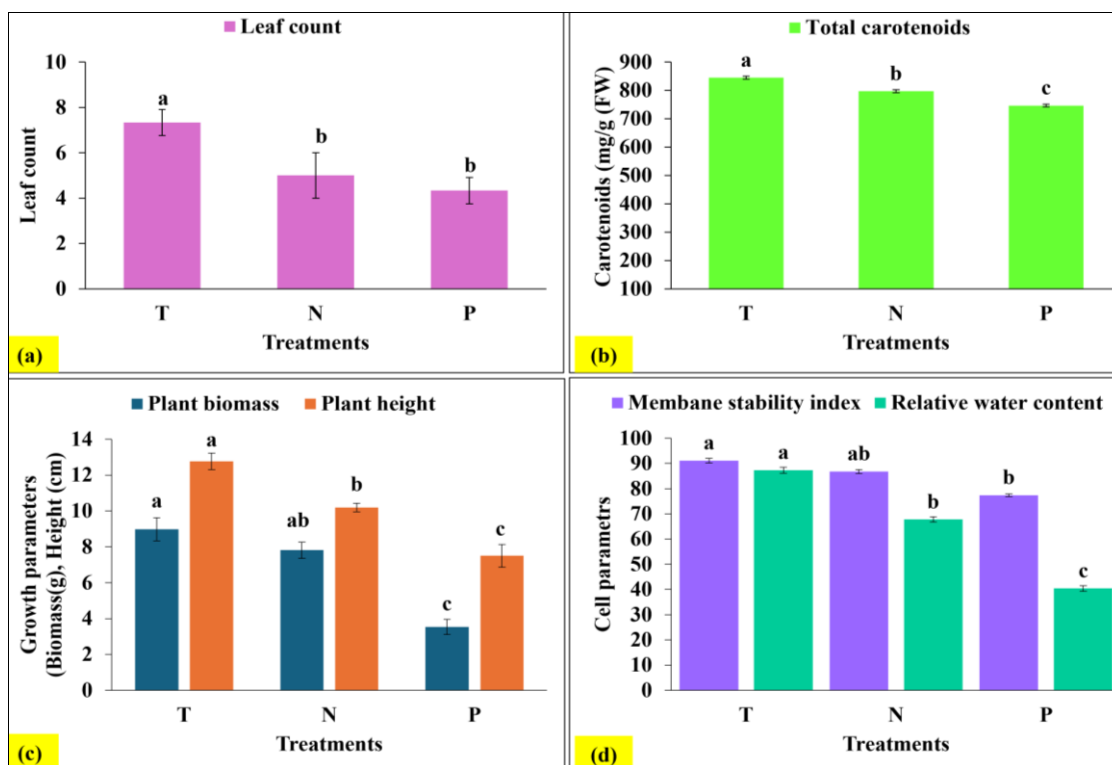 Leaf count
10
8
6
4
2
0
Leaf count
a
b
b
T N P
Treatments
(a)
Total carotenoids
900
800
700
600
500
400
300
200
100
Carotenoids (mg/g (FW)
a
b
c
T N P
Treatments
(b)
Plant biomass Plant height
14
12
10
8
6
4
2
0
Growth parameters
(Biomass(g), Height (cm)
a a
ab b
c c
T N P
Treatments
(c)
Membane stability index Relative water content
100
90
80
70
60
50
40
30
20
10
0
Cell parametrs
a a
ab b
b c
T N P
Treatments
(d)